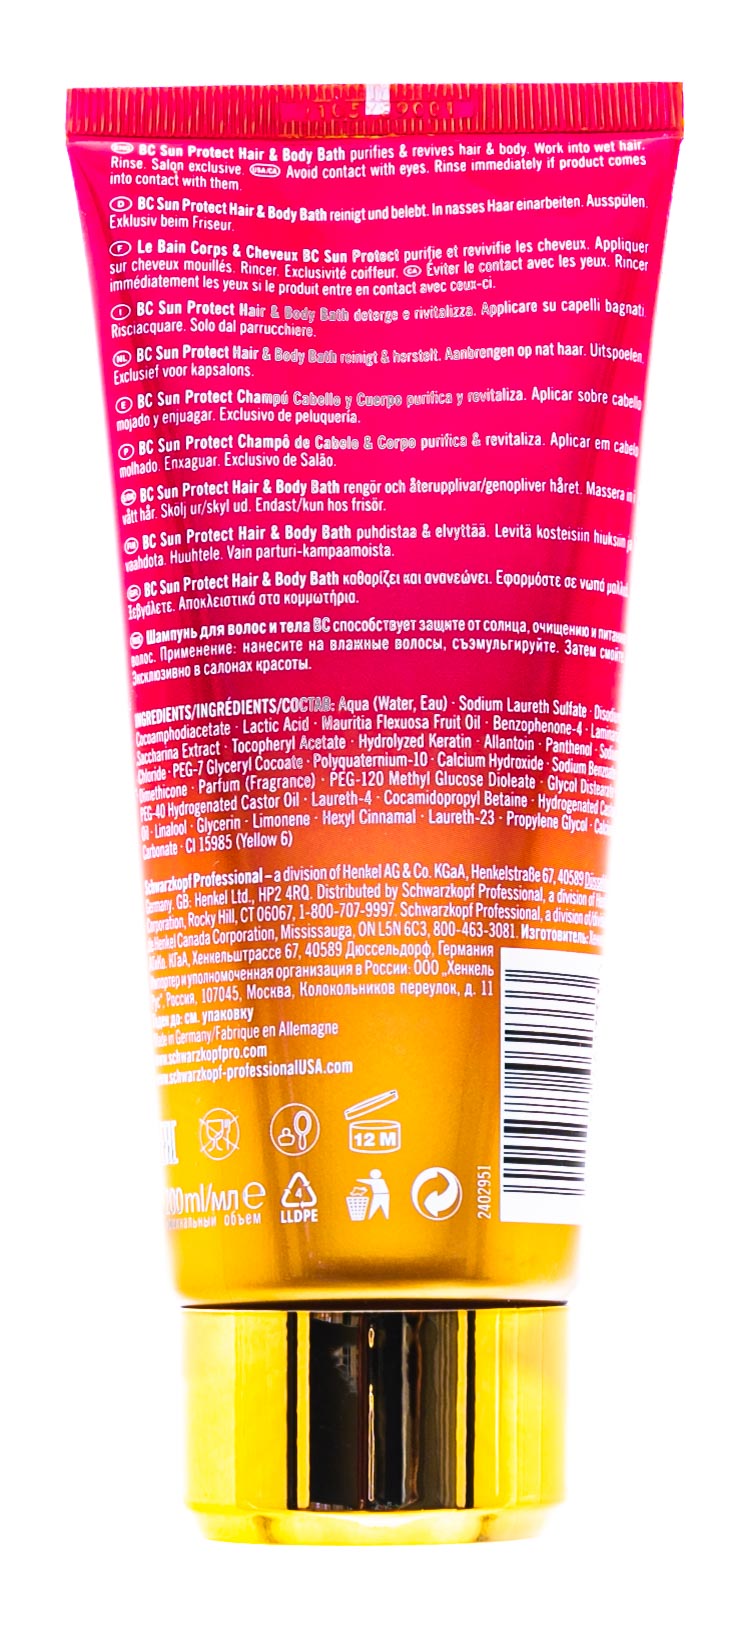 BC Sun Protect Hair & Body Bath purifies & revives hair & body. Work into wet hair.
Rinse. Salon exclusive. USA/CA Avoid contact with eyes. Rinse immediately if product comes
into contact with them.
D BC Sun Protect Hair & Body Bath reinigt und belebt. In nasses Haar einarbeiten. Ausspülen.
Exklusiv beim Friseur.
F Le Bain Corps & Cheveux BC Sun Protect purifie et revivifie les cheveux. Appliquer
sur cheveux mouillés. Rincer. Exclusivité coiffeur. CA Éviter le contact avec les yeux. Rincer
immédiatement les yeux si le produit entre en contact avec ceux-ci.
I BC Sun Protect Hair & Body Bath deterge e rivitalizza. Applicare su capelli bagnati.
Risciacquare. Solo dal parrucchiere.
NL BC Sun Protect Hair & Body Bath reinigt & herstelt. Aanbrengen op nat haar. Uitspoelen.
Exclusief voor kapsalons.
E BC Sun Protect Champú Cabello y Cuerpo purifica y revitaliza. Aplicar sobre cabello
mojado y enjuagar. Exclusivo de peluquería.
P BC Sun Protect Champô de Cabelo & Corpo purifica & revitaliza. Aplicar em cabelo
molhado. Enxaguar. Exclusivo de Salão.
BC Sun Protect Hair & Body Bath rengör och återupplivar/genopliver håret. Massera
vått hår. Skölj ur/skyl ud. Endast/kun hos frisör.
FIN BC Sun Protect Hair & Body Bath puhdistaa & elvyttää. Levitä kosteisiin hiuksiin
vaahdota. Huuhtele. Vain parturi-kampaamoista.
GR BC Sun Protect Hair & Body Bath καθαρίζει και ανανεώνει. Εφαρμόστε σε νωπά
Ξεβγάλετε. Αποκλειστικά στα κομμωτήρια.
RUS Шампунь для волос и тела BC способствует защите от солнца, очищению и
волос. Применение: нанесите на влажные волосы, съэмульгируйте. Затем
Эксклюзивно в салонах красоты.
INGREDIENTS/INGRÉDIENTS/СОСТАВ: Aqua (Water, Eau) · Sodium Laureth Sulfate ·
Cocoamphodiacetate · Lactic Acid · Mauritia Flexuosa Fruit Oil · Benzophenone-4 ·
Saccharina Extract · Tocopheryl Acetate · Hydrolyzed Keratin · Allantoin · Panthenol ·
Chloride · PEG-7 Glyceryl Cocoate · Polyquaternium-10 · Calcium Hydroxide · Sodium
Dimethicone · Parfum (Fragrance) · PEG-120 Methyl Glucose Dioleate · Glycol
PEG-40 Hydrogenated Castor Oil · Laureth-4 · Cocamidopropyl Betaine · Hydrogenated
Oil · Linalool · Glycerin · Limonene · Hexyl Cinnamal · Laureth-23 · Propylene Glycol ·
Carbonate · CI 15985 (Yellow 6)
Schwarzkopf Professional – a division of Henkel AG & Co. KGaA, Henkelstraße 67, 40589
Germany. GB: Henkel Ltd., HP2 4RQ. Distributed by Schwarzkopf Professional, a division of
Corporation, Rocky Hill, CT 06067, 1-800-707-9997. Schwarzkopf Professional, a division
de Henkel Canada Corporation, Mississauga, ON L5N 6C3, 800-463-3081. Изготовитель:
КГаА, Хенкельштрассе 67, 40589 Дюссельдорф, Германия
и уполномоченная организация в России: ООО „Хенкель
Россия, 107045, Москва, Колокольников переулок, д. 11
до: см. упаковку
in Germany/Fabriqué en Allemagne
www.schwarzkopfpro.com
www.schwarzkopf-professionalUSA.com
12 M
ml/мл e
объем
4
LLDPE
2402951